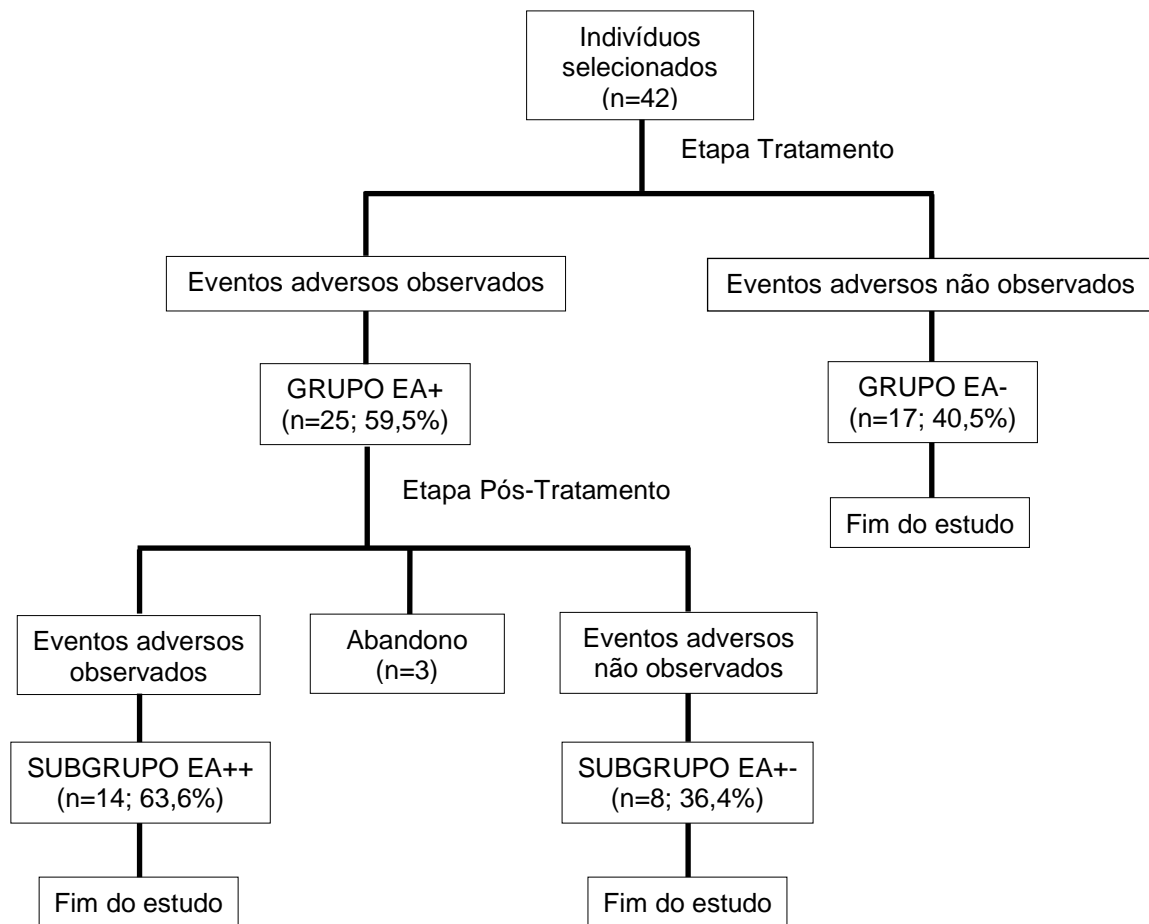 Indivíduos
selecionados
(n=42)
Etapa Tratamento
Eventos adversos observados
Eventos adversos não observados
GRUPO EA+
(n=25; 59,5%)
GRUPO EA-
(n=17; 40,5%)
Etapa Pós-Tratamento
Fim do estudo
Eventos adversos
observados
Abandono
(n=3)
Eventos adversos
não observados
SUBGRUPO EA++
(n=14; 63,6%)
SUBGRUPO EA+-
(n=8; 36,4%)
Fim do estudo
Fim do estudo